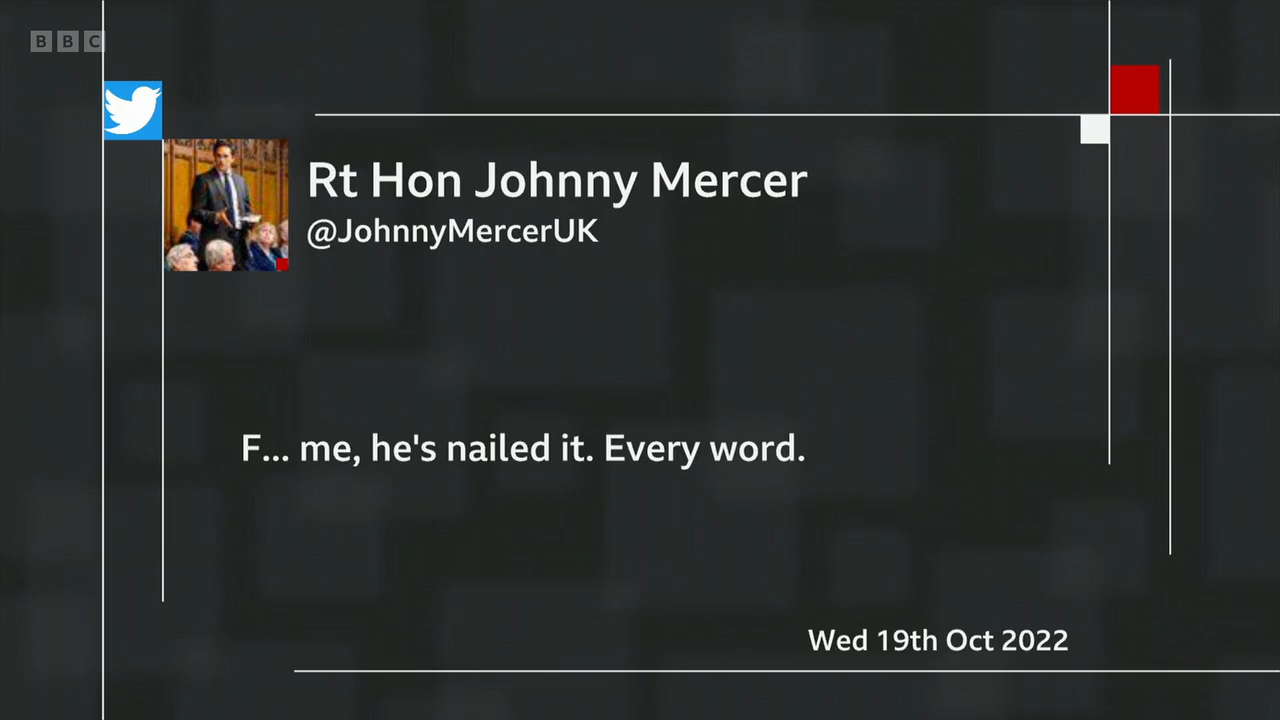 BBC
Rt Hon Johnny Mercer
@JohnnyMercerUK
F... me, he's nailed it. Every word.
Wed 19th Oct 2022